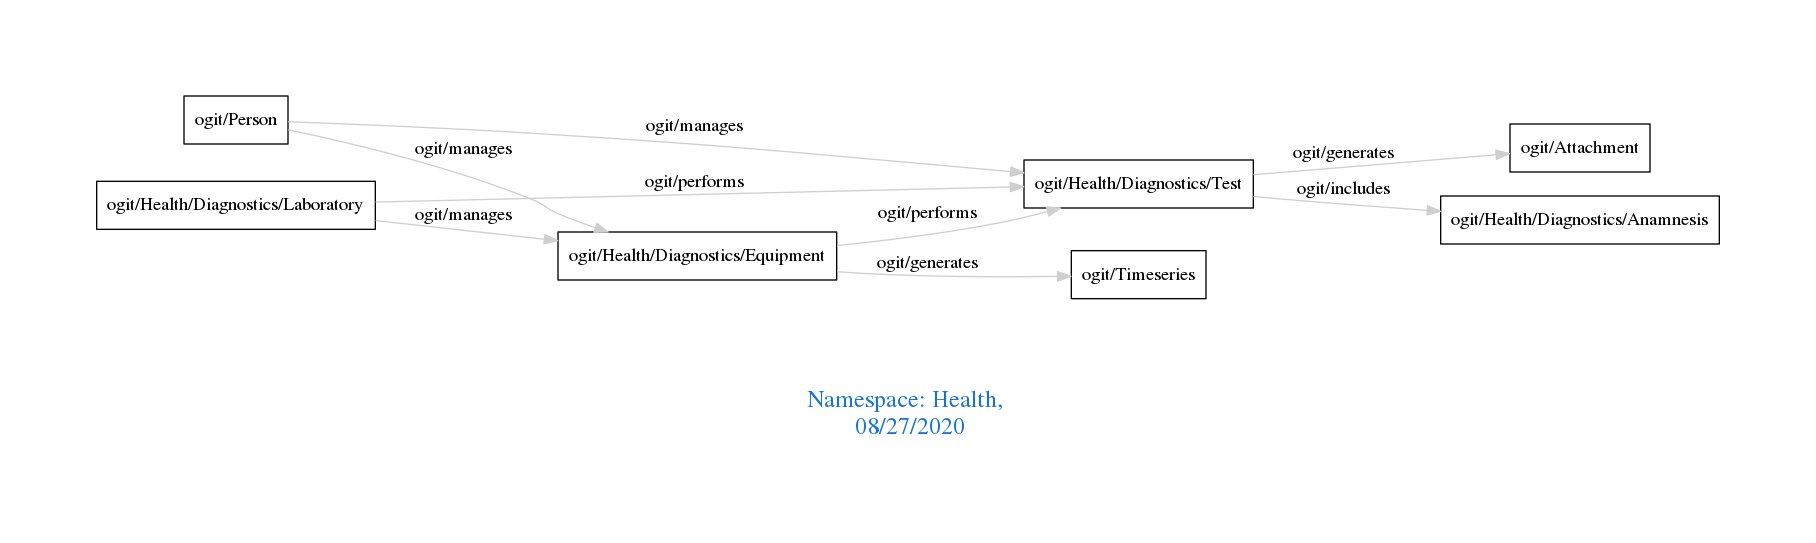 ogit/Person
ogit/manages
ogit/manages
ogit/Health/Diagnostics/Laboratory
ogit/performs
ogit/manages
ogit/Health/Diagnostics/Equipment
ogit/performs
ogit/generates
ogit/Health/Diagnostics/Test
ogit/Timeseries
ogit/generates
ogit/includes
ogit/Attachment
ogit/Health/Diagnostics/Anamnesis
Namespace: Health,
08/27/2020